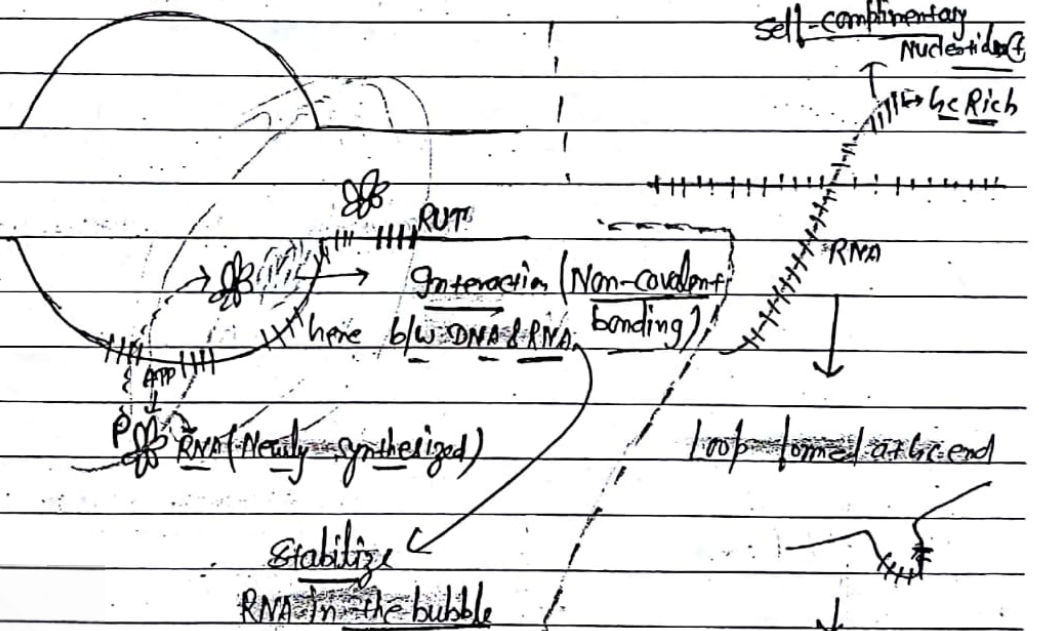 Self-complimentary
Nucleotides
GC Rich
RUT
RNA
Interaction (Non-covalent
bonding)
here b/w DNA & RNA
ATP
P
RNA (Newly synthesized)
Loop formed at GC end
Stabilize
RNA in the bubble